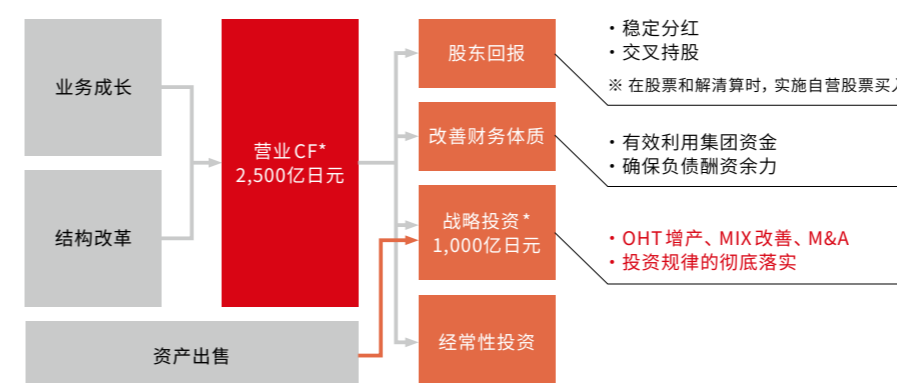 业务成长
结构改革
资产出售
营业CF*
2,500亿日元
股东回报
改善财务体质
战略投资*
1,000亿日元
经常性投资
・稳定分红
・交叉持股
※ 在股票和解清算时，实施自营股票买入
・有效利用集团资金
・确保负债酬资余力
・OHT增产、MIX改善、M&A
・投资规律的彻底落实